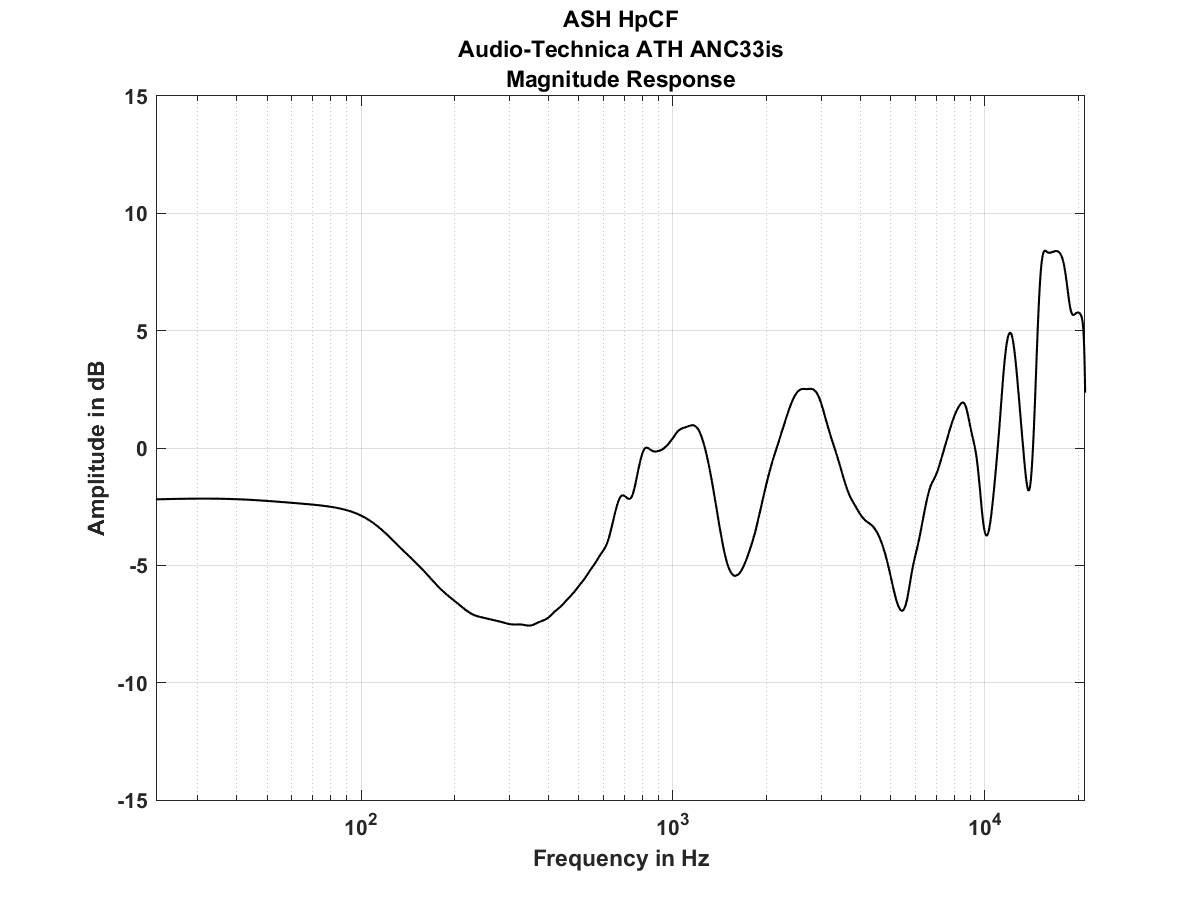 ASH HpCF
Audio-Technica ATH ANC33is
Magnitude Response
15
10
5
0
-5
-10
-15
Amplitude in dB
10²
10³
10⁴
Frequency in Hz